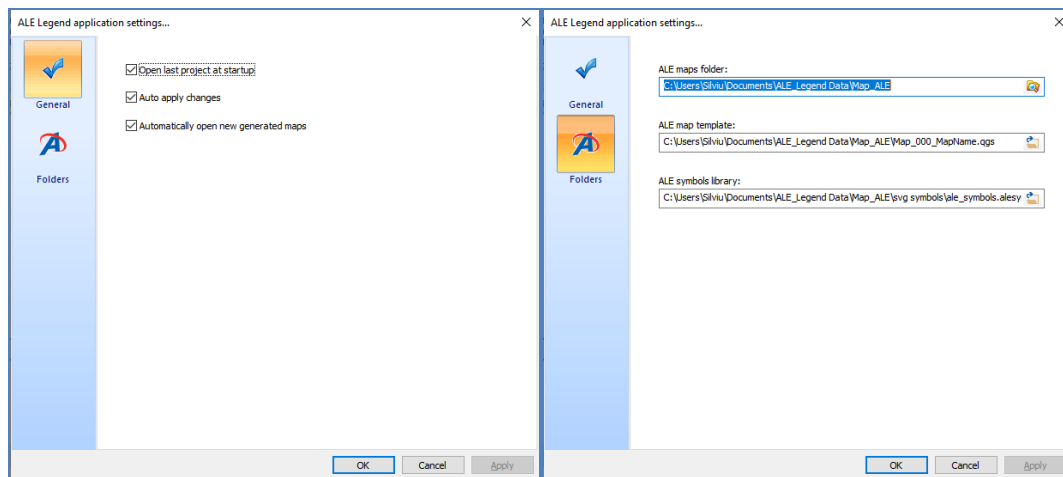 ALE Legend application settings...
General
Folders
Open last project at startup
Auto apply changes
Automatically open new generated maps
OK Cancel Apply
ALE Legend application settings...
General
Folders
ALE maps folder:
C:\Users\Silviu\Documents\ALE_Legend Data\Map_ALE
ALE map template:
C:\Users\Silviu\Documents\ALE_Legend Data\Map_ALE\Map_000_MapName.qgs
ALE symbols library:
C:\Users\Silviu\Documents\ALE_Legend Data\Map_ALE\svg symbols\ale_symbols.alesy
OK Cancel Apply